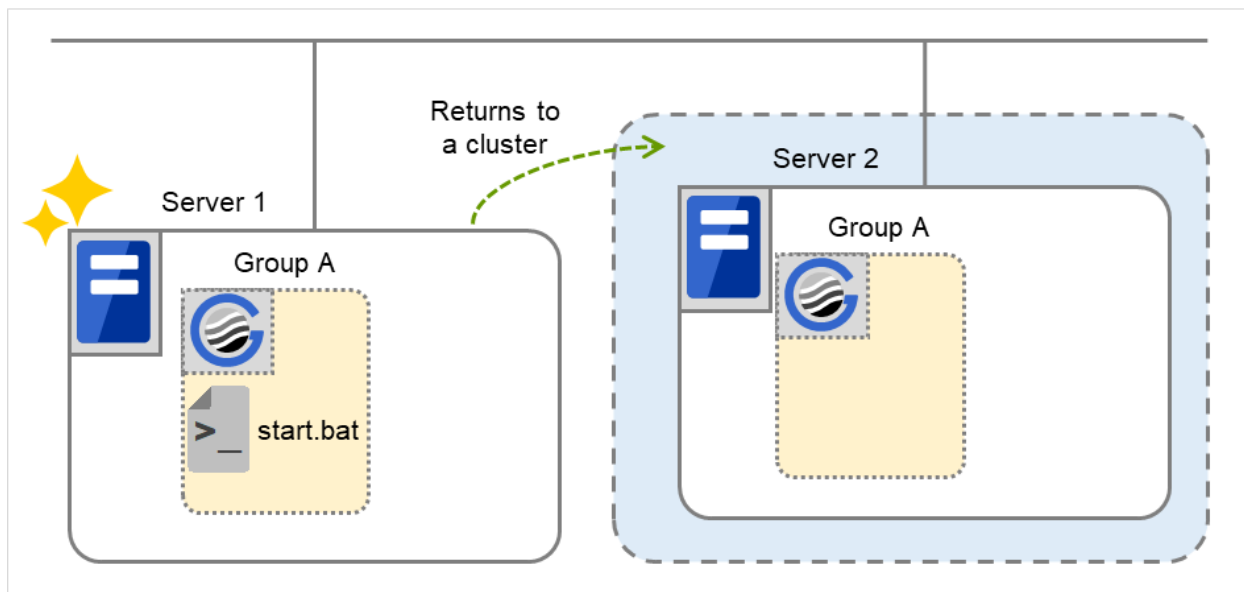 Returns to
a cluster
Server 1
Server 2
Group A
Group A
>_ start.bat